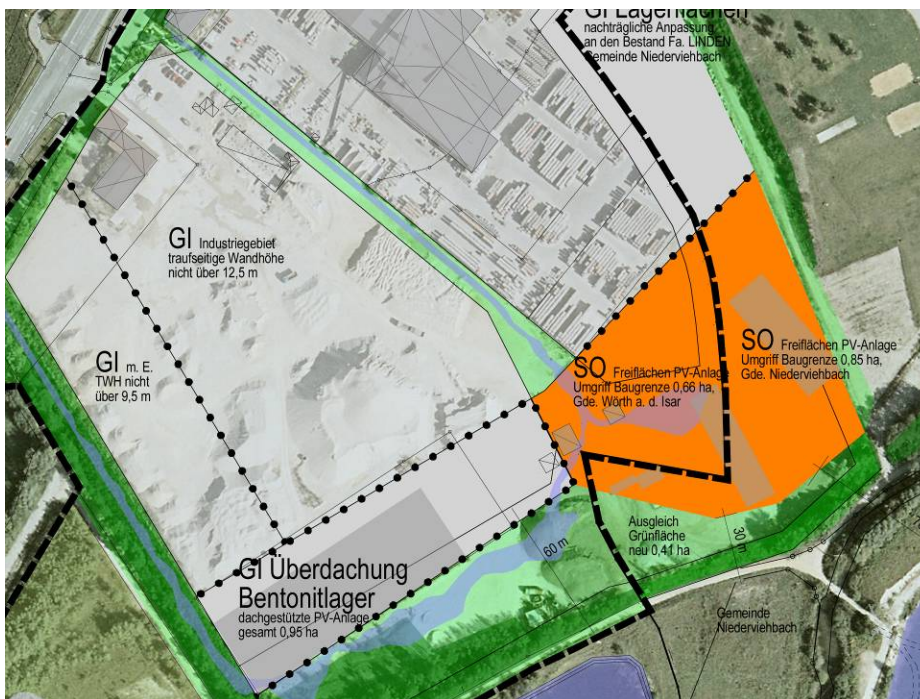 GI Lagerflächen
nachträgliche Anpassung
an den Bestand Fa. LINDEN
Gemeinde Niederviehbach
GI Industriegebiet
traufseitige Wandhöhe
nicht über 12,5 m
GI m. E.
TWH nicht
über 9,5 m
SO Freiflächen PV-Anlage
Umgriff Baugrenze 0,66 ha,
Gde. Wörth a. d. Isar
SO Freiflächen PV-Anlage
Umgriff Baugrenze 0,85 ha,
Gde. Niederviehbach
GI Überdachung
Bentonitlager
dachgestützte PV-Anlage
gesamt 0,95 ha
60 m
Ausgleich
Grünfläche
neu 0,41 ha
30 m
Gemeinde
Niederviehbach